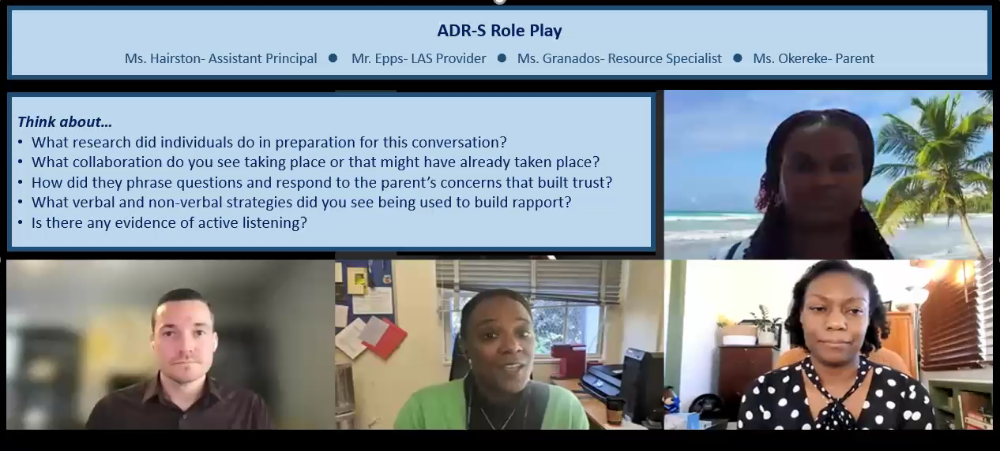 ADR-S Role Play
Ms. Hairston- Assistant Principal ● Mr. Epps- LAS Provider ● Ms. Granados- Resource Specialist ● Ms. Okereke- Parent
Think about…
• What research did individuals do in preparation for this conversation?
• What collaboration do you see taking place or that might have already taken place?
• How did they phrase questions and respond to the parent’s concerns that built trust?
• What verbal and non-verbal strategies did you see being used to build rapport?
• Is there any evidence of active listening?